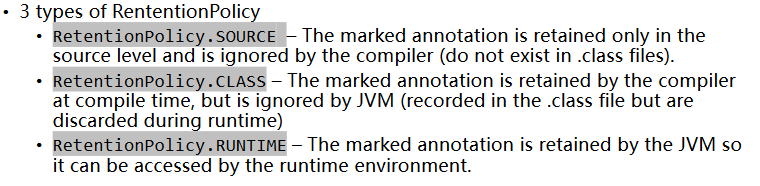 • 3 types of RententionPolicy
• RetentionPolicy.SOURCE – The marked annotation is retained only in the
source level and is ignored by the compiler (do not exist in .class files).
• RetentionPolicy.CLASS – The marked annotation is retained by the compiler
at compile time, but is ignored by JVM (recorded in the .class file but are
discarded during runtime)
• RetentionPolicy.RUNTIME – The marked annotation is retained by the JVM so
it can be accessed by the runtime environment.